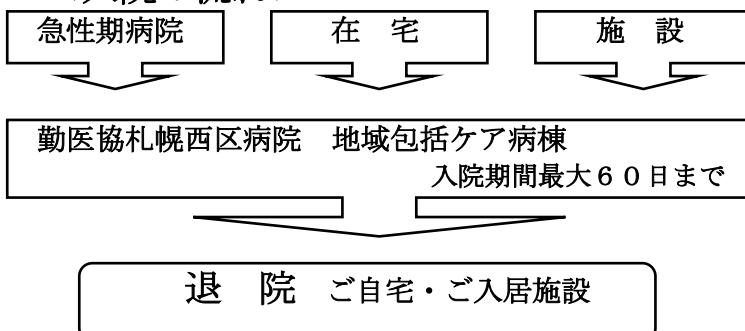 急性期病院
在　宅
施　設
勤医協札幌西区病院　地域包括ケア病棟
入院期間最大６０日まで
退　院　ご自宅・ご入居施設